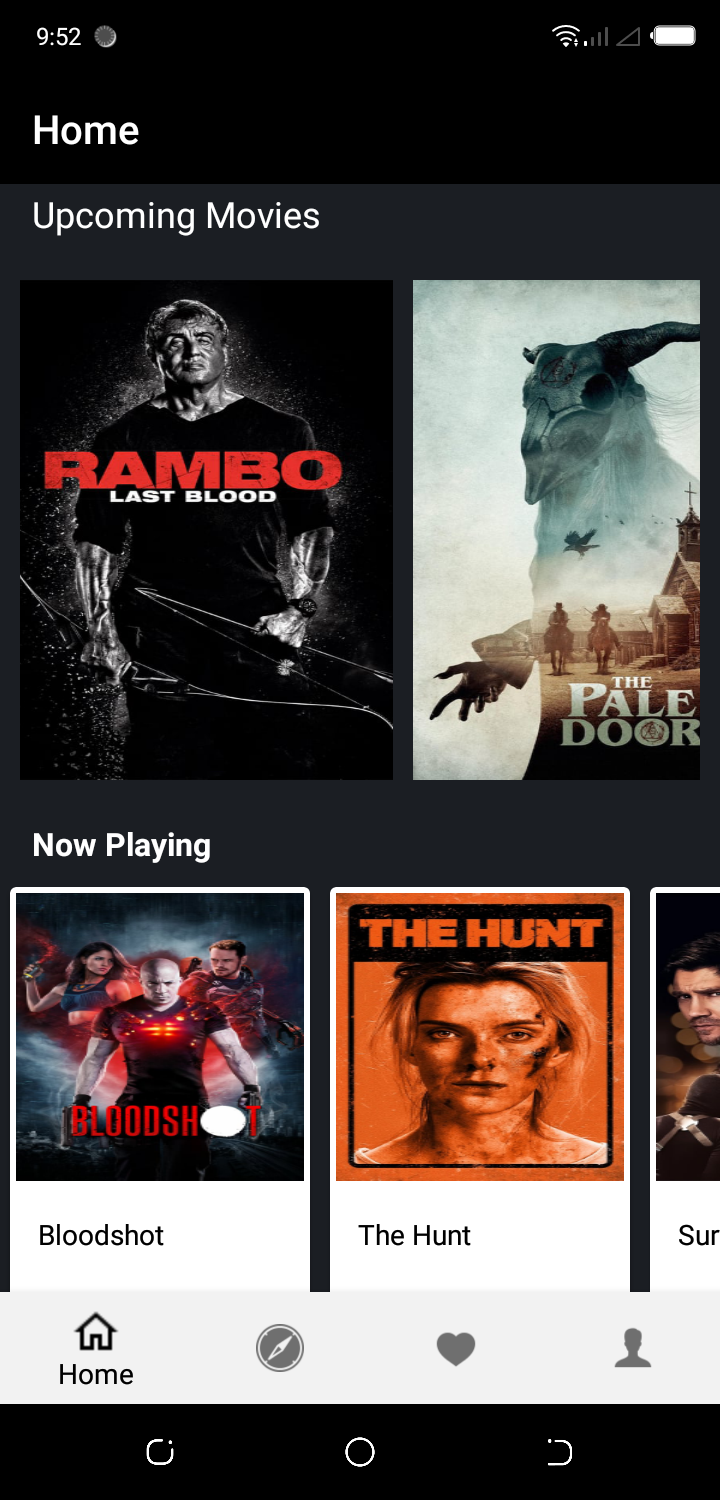 9:52
Home
Upcoming Movies
RAMBO
LAST BLOOD
THE
PALE
DOOR
Now Playing
BLOODSH T
THE HUNT
Bloodshot
The Hunt
Sur
Home